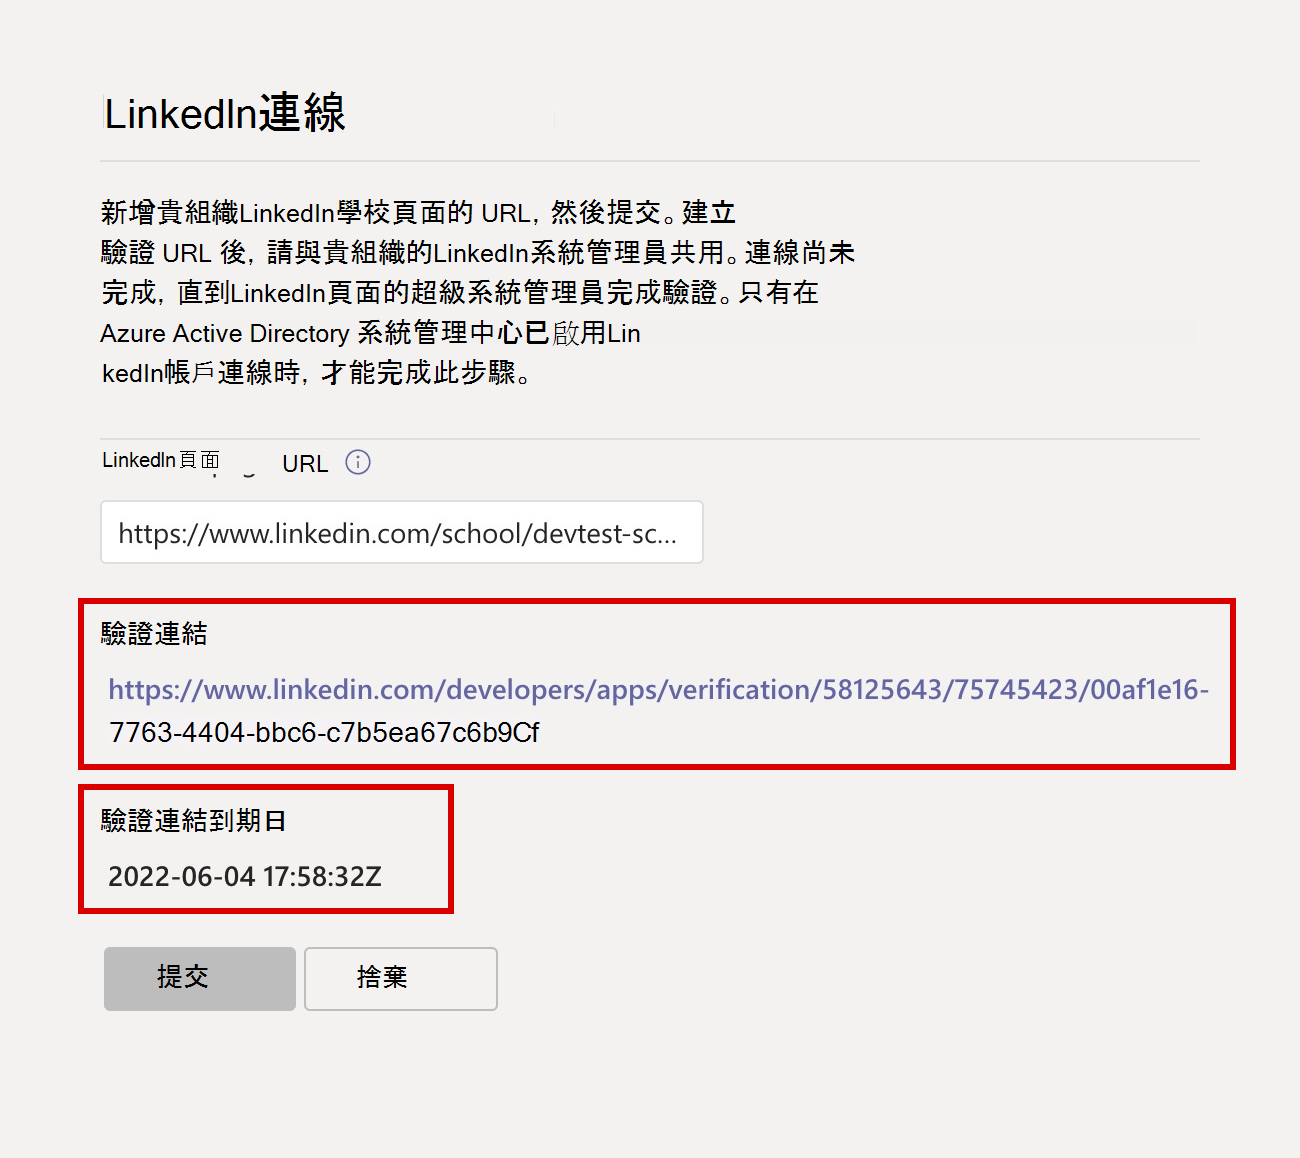 LinkedIn連線
新增貴組織LinkedIn學校頁面的 URL，然後提交。建立
驗證 URL 後，請與貴組織的LinkedIn系統管理員共用。連線尚未
完成，直到LinkedIn頁面的超級系統管理員完成驗證。只有在
Azure Active Directory 系統管理中心已啟用Lin
kedIn帳戶連線時，才能完成此步驟。
LinkedIn頁面 URL
https://www.linkedin.com/school/devtest-sc...
驗證連結
https://www.linkedin.com/developers/apps/verification/58125643/75745423/00af1e16-
7763-4404-bbc6-c7b5ea67c6b9Cf
驗證連結到期日
2022-06-04 17:58:32Z
提交 捨棄